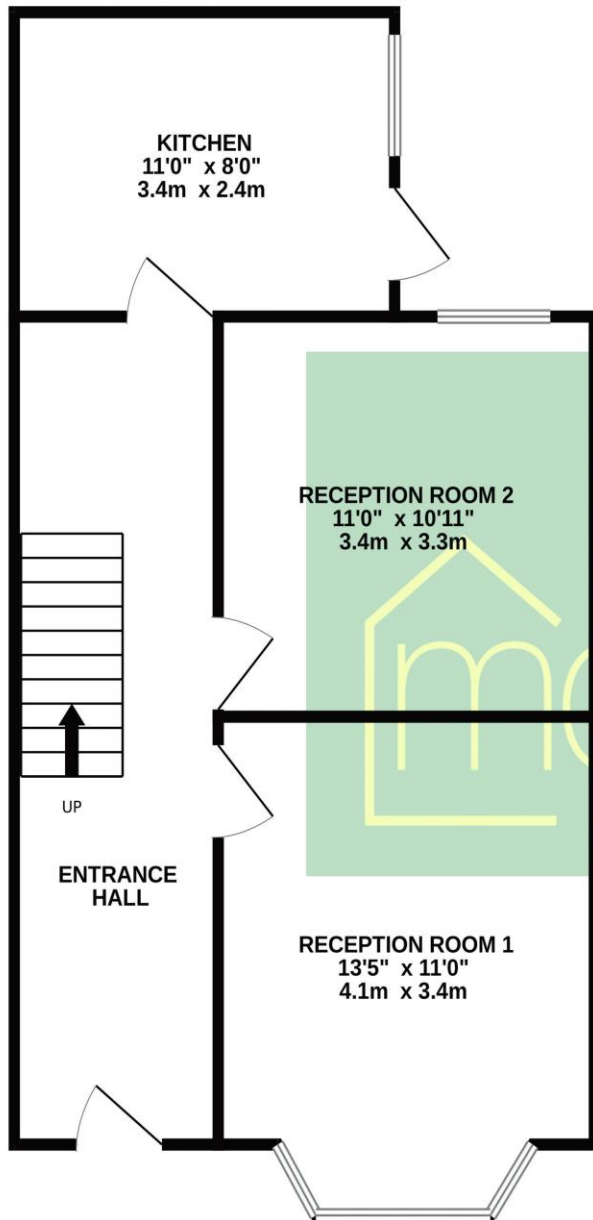 KITCHEN
11'0" x 8'0"
3.4m x 2.4m
RECEPTION ROOM 2
11'0" x 10'11"
3.4m x 3.3m
UP
ENTRANCE
HALL
RECEPTION ROOM 1
13'5" x 11'0"
4.1m x 3.4m